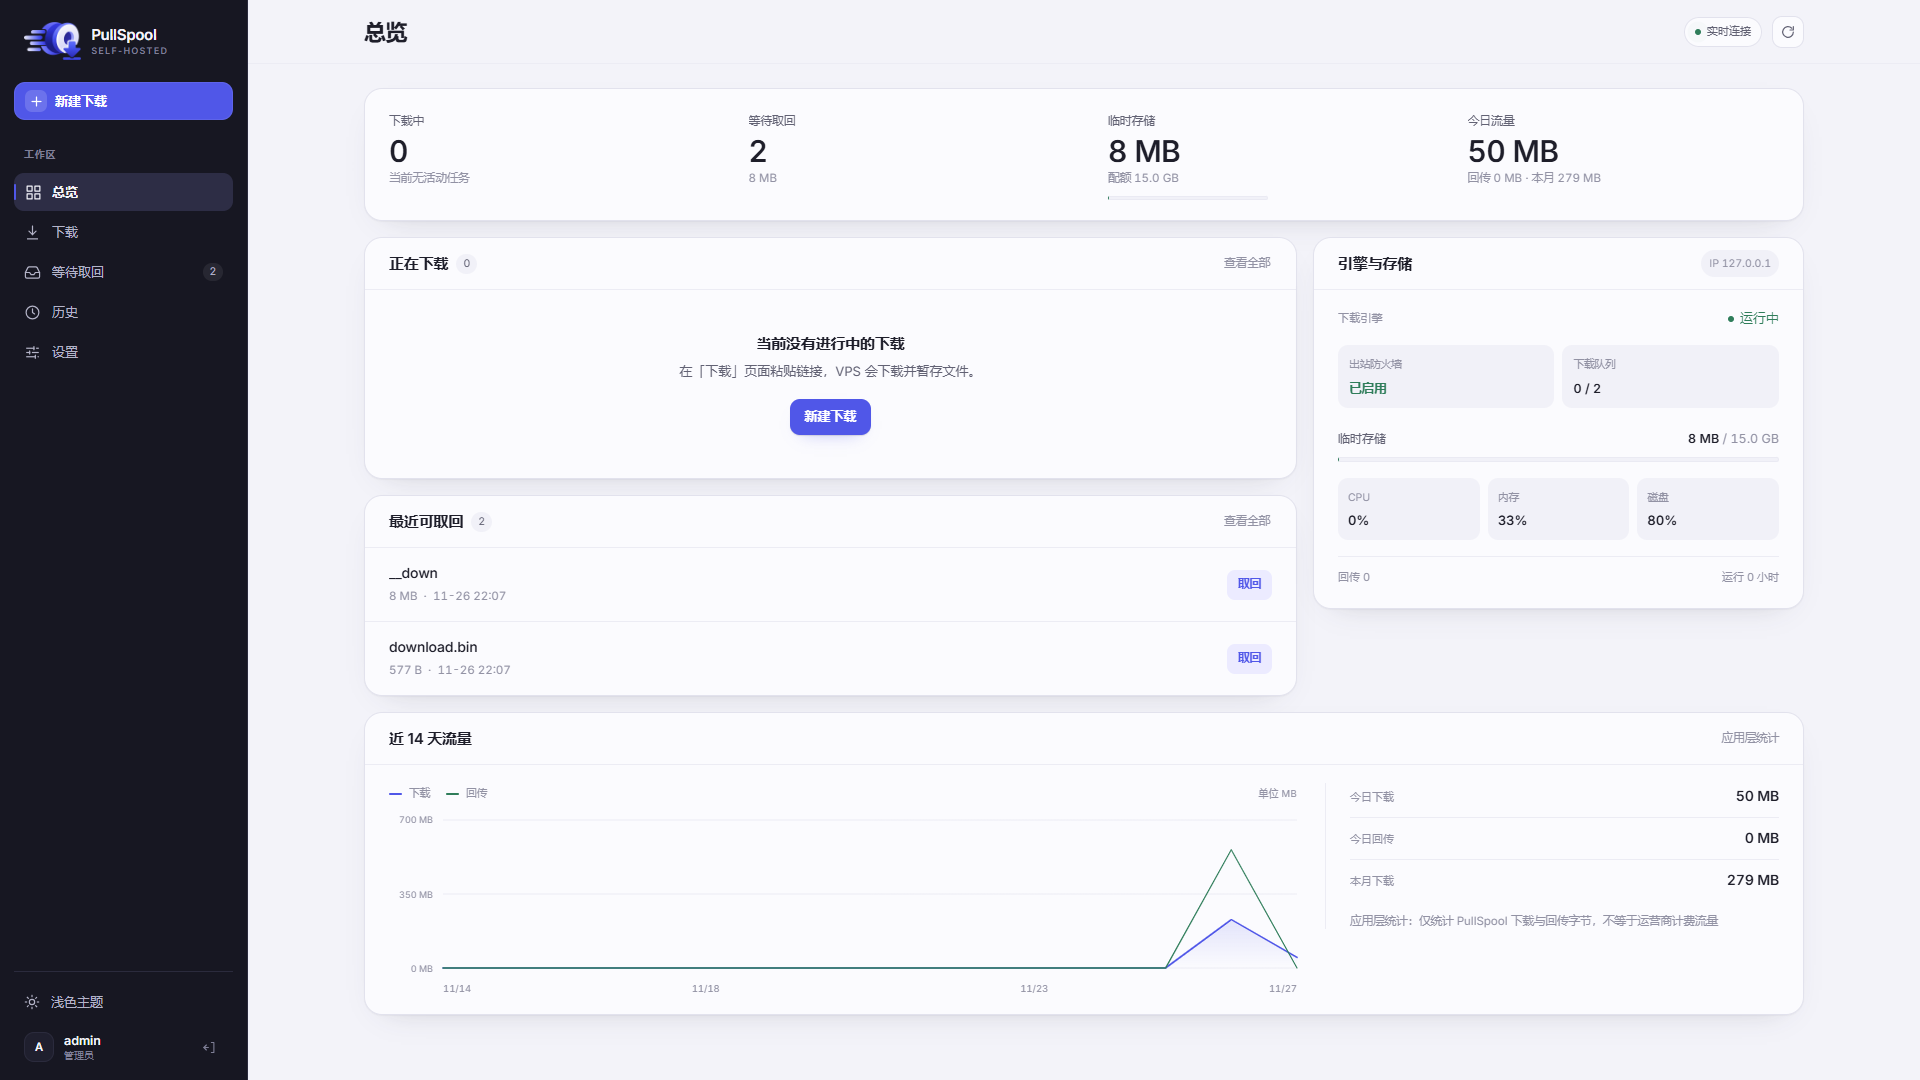 PullSpool
SELF-HOSTED
新建下载
工作区
总览
下载
等待取回 2
历史
设置
浅色主题
A admin
管理员
总览
实时连接
下载中
0
当前无活动任务
等待取回
2
8 MB
临时存储
8 MB
配额 15.0 GB
今日流量
50 MB
回传 0 MB · 本月 279 MB
正在下载 0 查看全部
当前没有进行中的下载
在「下载」页面粘贴链接，VPS 会下载并暂存文件。
新建下载
最近可取回 2 查看全部
__down
8 MB · 11-26 22:07
取回
download.bin
577 B · 11-26 22:07
取回
引擎与存储 IP 127.0.0.1
下载引擎 运行中
出站防火墙
已启用
下载队列
0 / 2
临时存储 8 MB / 15.0 GB
CPU
0%
内存
33%
磁盘
80%
回传 0 运行 0 小时
近 14 天流量 应用层统计
下载 回传 单位 MB
700 MB
350 MB
0 MB
11/14 11/18 11/23 11/27
今日下载 50 MB
今日回传 0 MB
本月下载 279 MB
应用层统计：仅统计 PullSpool 下载与回传字节，不等于运营商计费流量